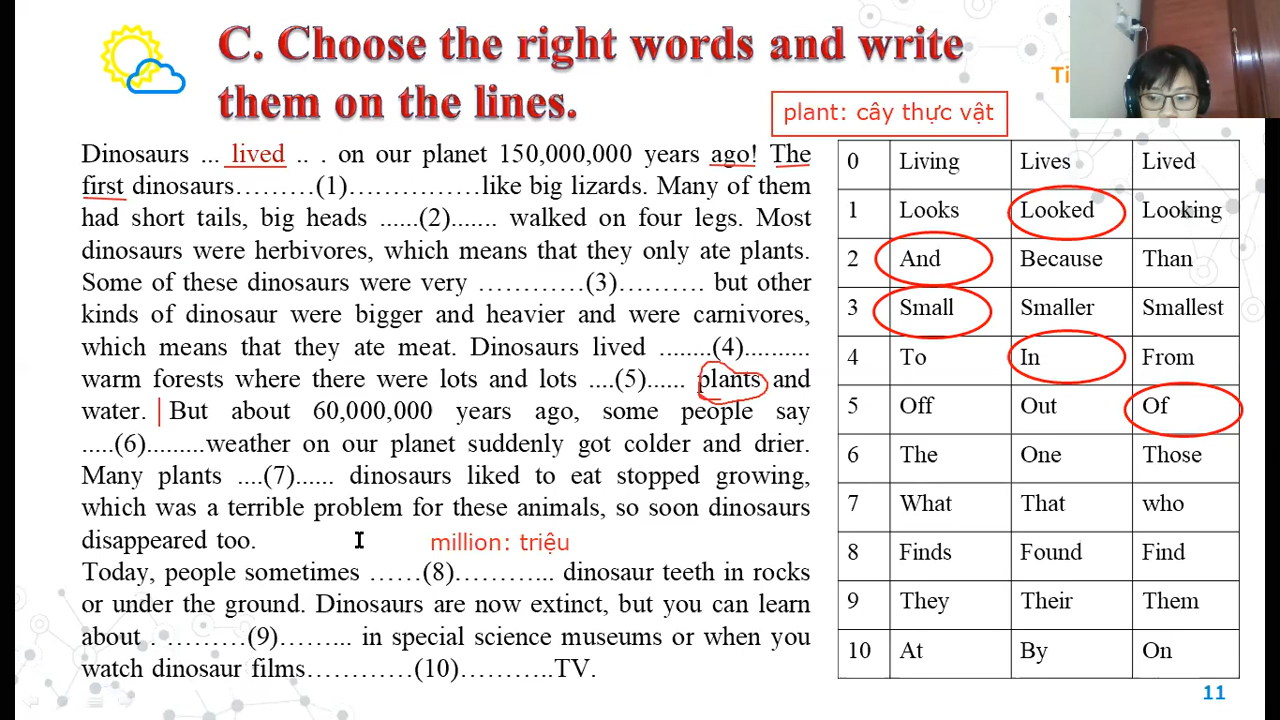 C. Choose the right words and write
them on the lines.
Ti
plant: cây thực vật
Dinosaurs ... lived .. . on our planet 150,000,000 years ago! The
first dinosaurs………(1)……………like big lizards. Many of them
had short tails, big heads ......(2)....... walked on four legs. Most
dinosaurs were herbivores, which means that they only ate plants.
Some of these dinosaurs were very …………(3)………. but other
kinds of dinosaur were bigger and heavier and were carnivores,
which means that they ate meat. Dinosaurs lived ........(4)..........
warm forests where there were lots and lots ....(5)...... plants and
water. But about 60,000,000 years ago, some people say
.....(6).........weather on our planet suddenly got colder and drier.
Many plants ....(7)...... dinosaurs liked to eat stopped growing,
which was a terrible problem for these animals, so soon dinosaurs
disappeared too.
million: triệu
Today, people sometimes ……(8)………... dinosaur teeth in rocks
or under the ground. Dinosaurs are now extinct, but you can learn
about . ………(9)……... in special science museums or when you
watch dinosaur films…………(10)………..TV.
0 Living Lives Lived
1 Looks Looked Looking
2 And Because Than
3 Small Smaller Smallest
4 To In From
5 Off Out Of
6 The One Those
7 What That who
8 Finds Found Find
9 They Their Them
10 At By On
11